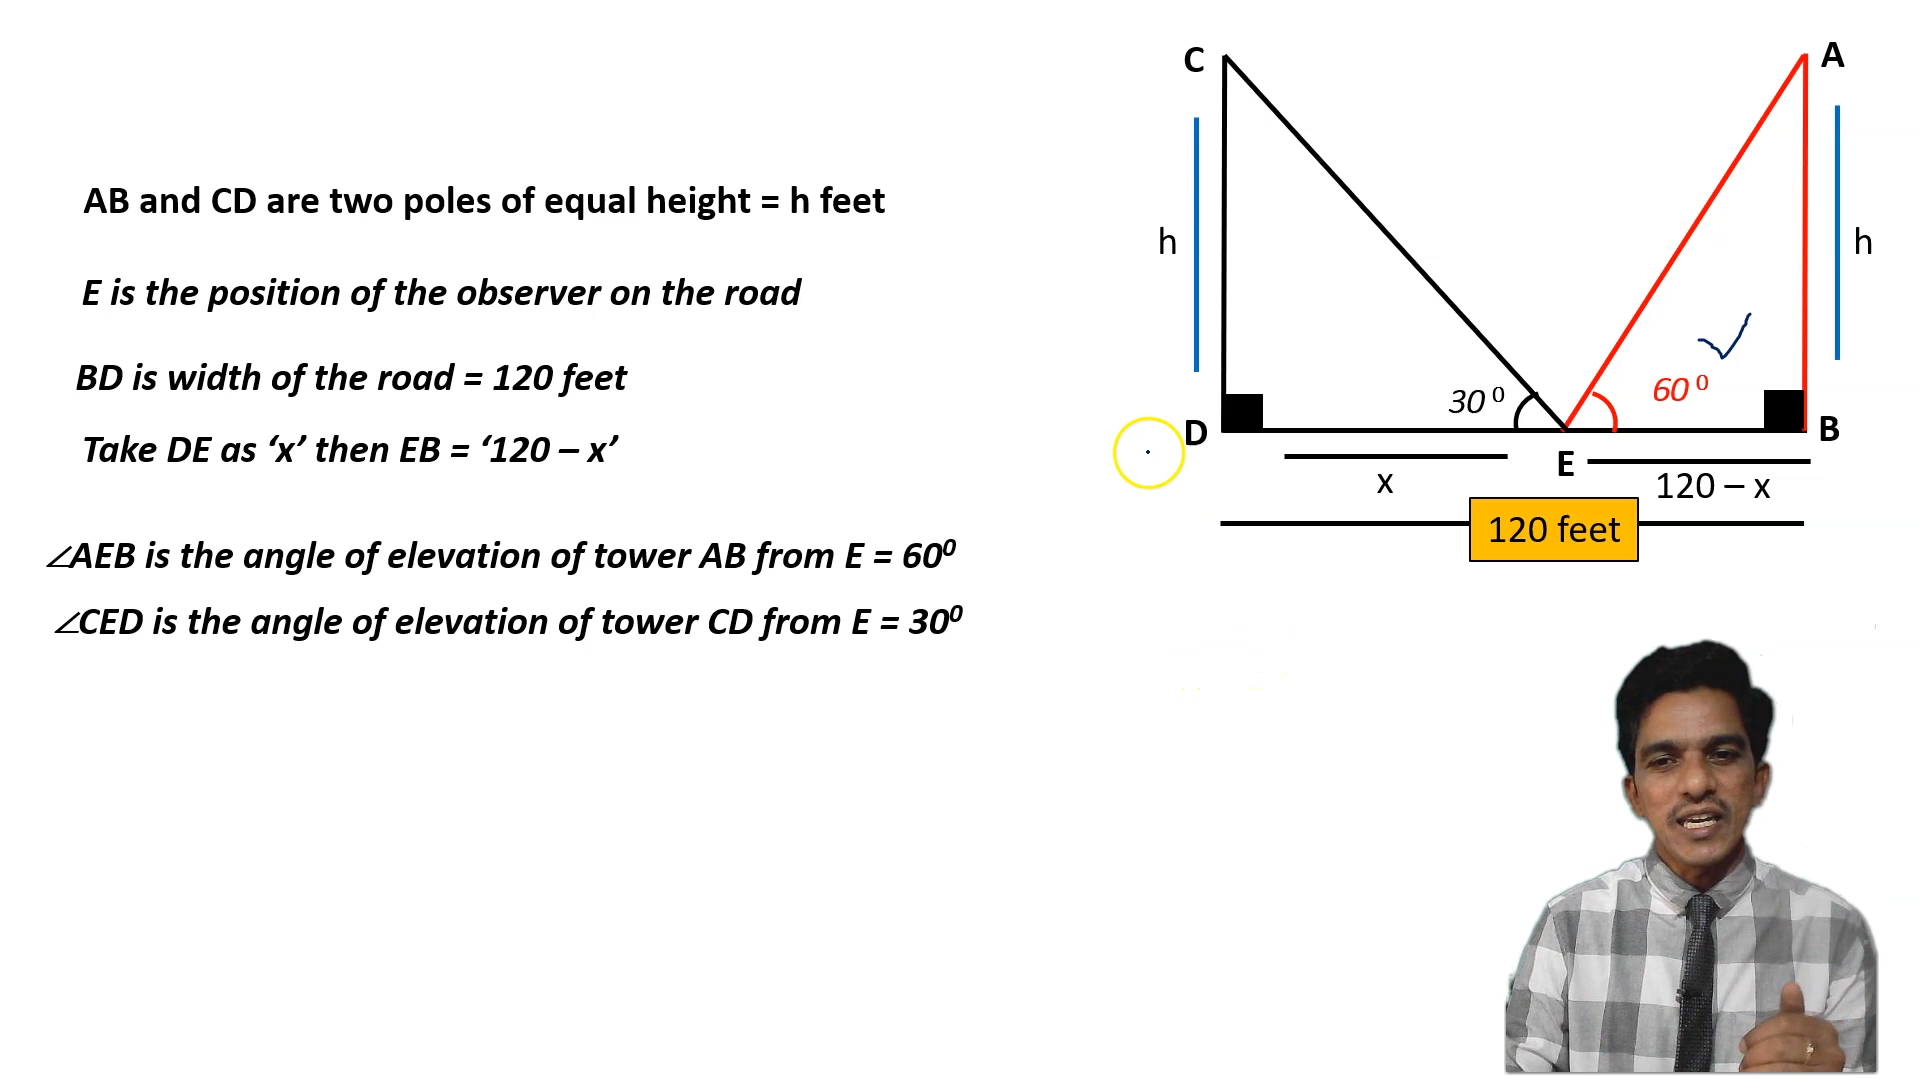 AB and CD are two poles of equal height = h feet
E is the position of the observer on the road
BD is width of the road = 120 feet
Take DE as ‘x’ then EB = ‘120 – x’
∠AEB is the angle of elevation of tower AB from E = 60⁰
∠CED is the angle of elevation of tower CD from E = 30⁰
C
A
h
h
30⁰
60⁰
D
B
E
x
120 – x
120 feet